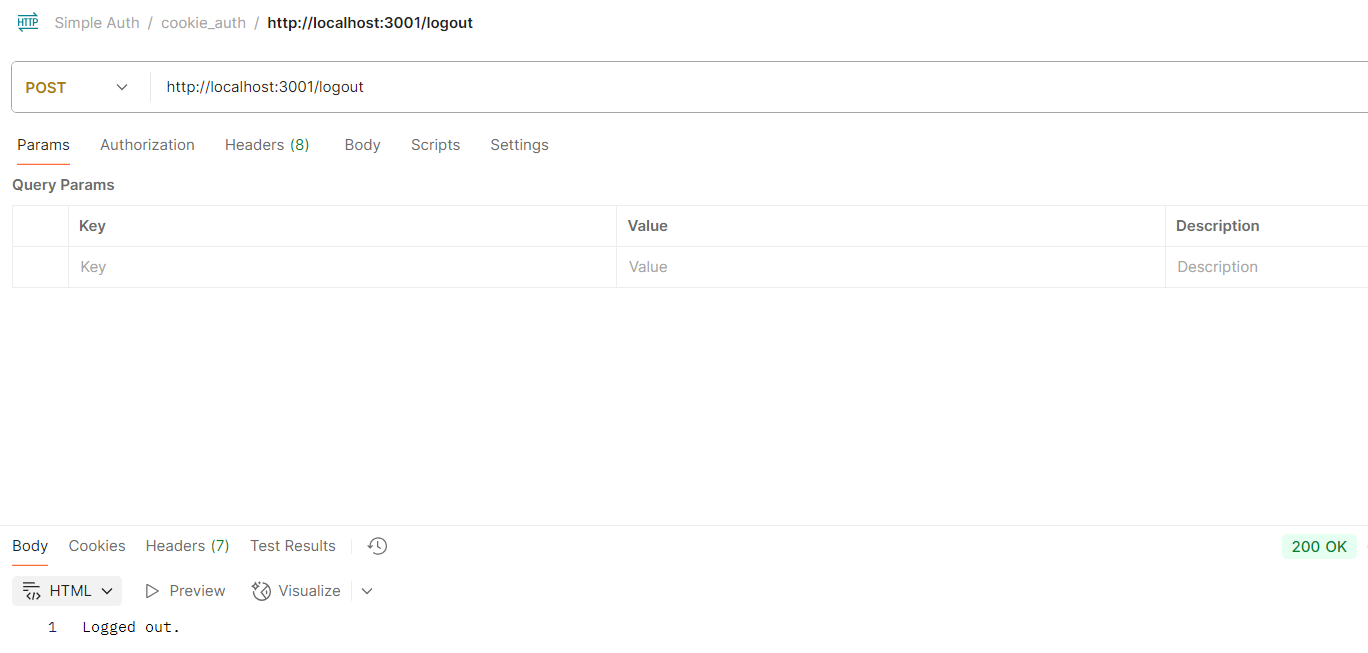 HTTP Simple Auth / cookie_auth / http://localhost:3001/logout
POST http://localhost:3001/logout
Params Authorization Headers (8) Body Scripts Settings
Query Params
Key Value Description
Key Value Description
Body Cookies Headers (7) Test Results 200 OK
HTML Preview Visualize
1 Logged out.